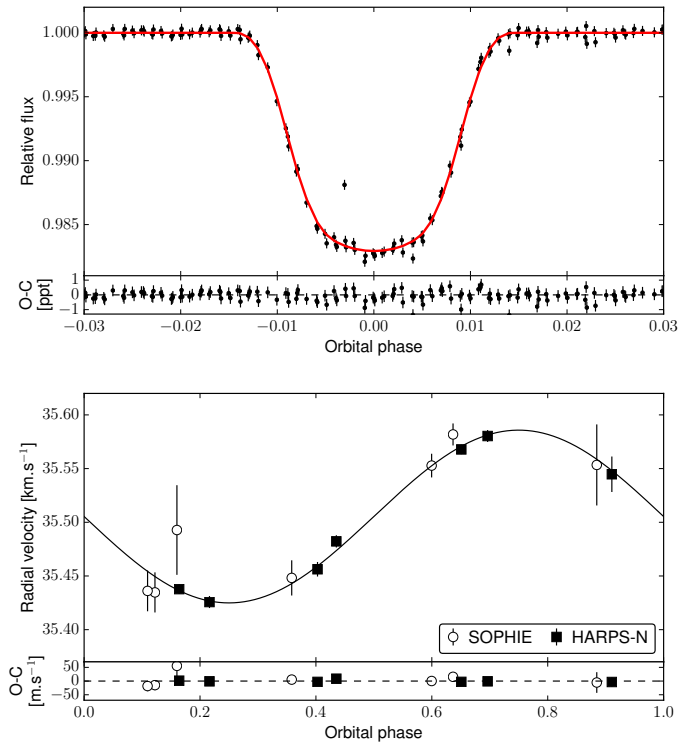 1.000
0.995
0.990
0.985
Relative flux
1
0
−1
O-C
[ppt]
−0.03 −0.02 −0.01 0.00 0.01 0.02 0.03
Orbital phase
35.60
35.55
35.50
35.45
35.40
Radial velocity [km.s−1]
SOPHIE HARPS-N
50
0
−50
O-C
[m.s−1]
0.0 0.2 0.4 0.6 0.8 1.0
Orbital phase